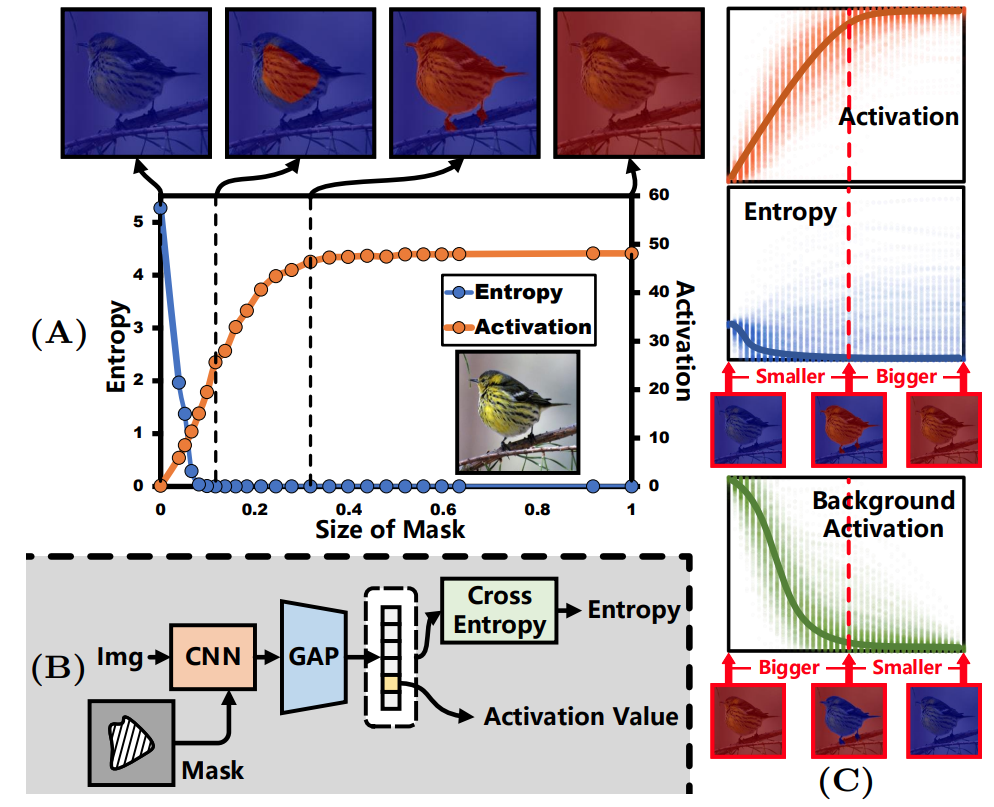 (A)
Entropy
5
4
3
2
1
0
60
50
40
30
20
10
0
Activation
Entropy
Activation
0
0.2
0.4
0.6
0.8
1
Size of Mask
(B)
Img
CNN
GAP
Cross
Entropy
Entropy
Activation Value
Mask
Activation
Entropy
Smaller
Bigger
Background
Activation
Bigger
Smaller
(C)